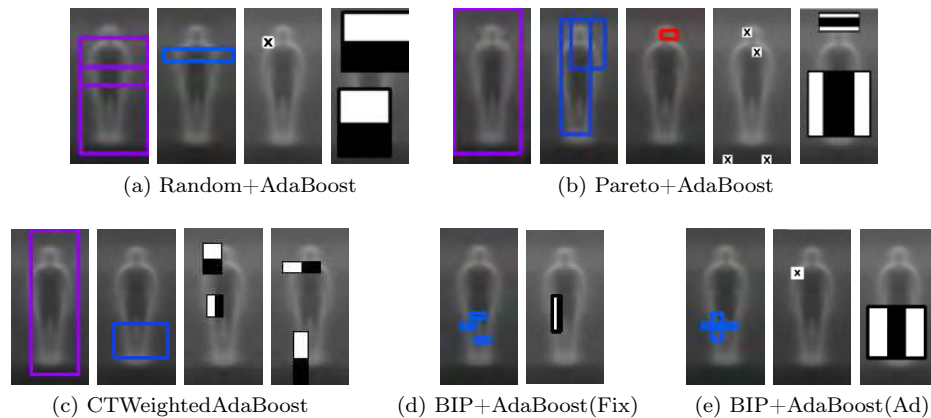 (a) Random+AdaBoost
(b) Pareto+AdaBoost
(c) CTWeightedAdaBoost
(d) BIP+AdaBoost(Fix)
(e) BIP+AdaBoost(Ad)